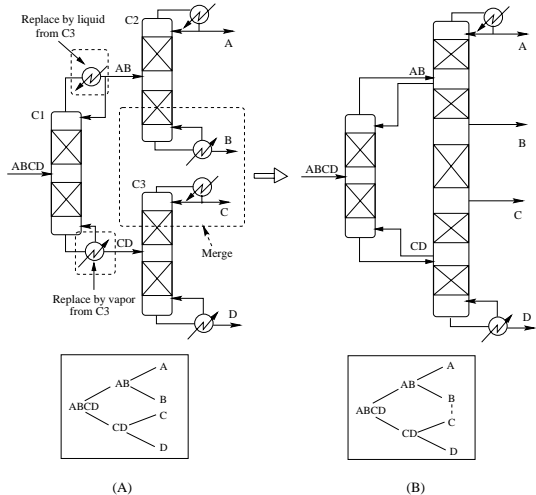 Replace by liquid
from C3
C2
A
AB
C1
B
ABCD
C3
C
Merge
CD
Replace by vapor
from C3
D
A
AB
B
ABCD
C
CD
D
(A)
A
AB
B
ABCD
C
CD
D
A
AB
B
ABCD
C
CD
D
(B)